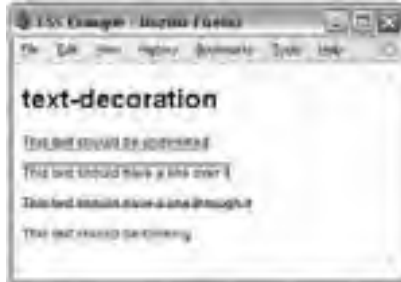 CSS Example - Mozilla Firefox
File Edit View History Bookmarks Tools Help
text-decoration
This text should be underlined.
This text should have a line over it.
This text should have a line through it.
This text should be blinking.